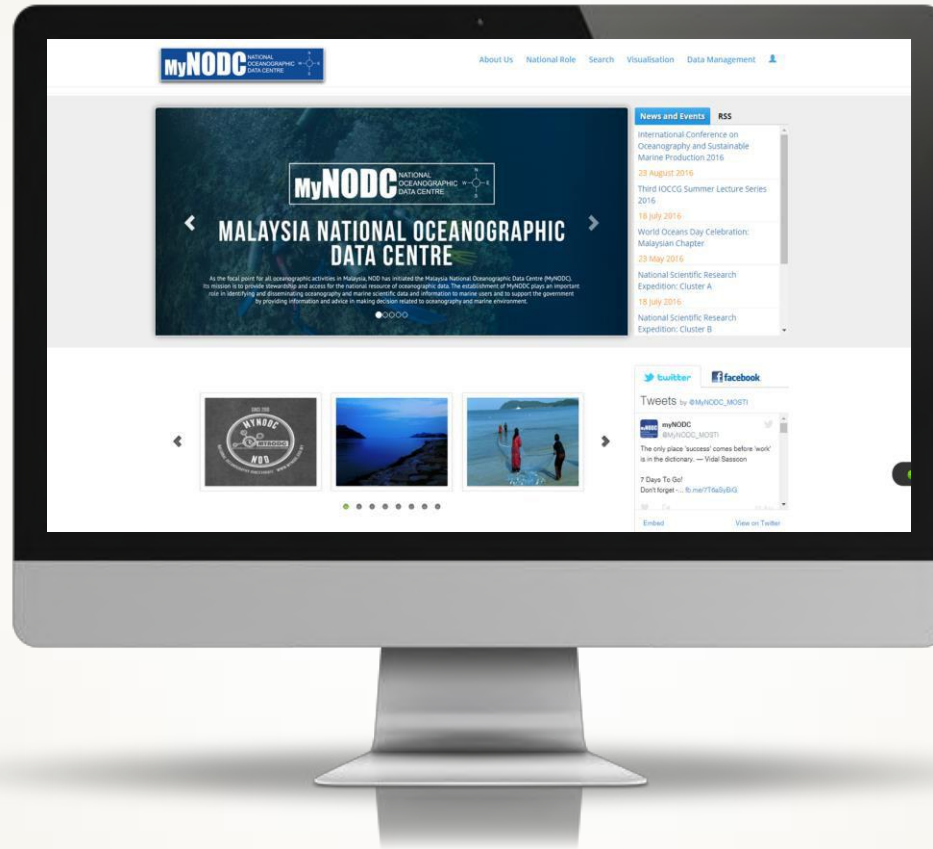 MyNODC NATIONAL
OCEANOGRAPHIC
DATA CENTRE
About Us National Role Search Visualisation Data Management
MyNODC NATIONAL
OCEANOGRAPHIC
DATA CENTRE
MALAYSIA NATIONAL OCEANOGRAPHIC
DATA CENTRE
As the focal point for all oceanographic activities in Malaysia, NOD has initiated the Malaysia National Oceanographic Data Centre (MyNODC).
Its mission is to provide stewardship and access for the national resource of oceanographic data. The establishment of MyNODC plays an important
role in identifying and disseminating oceanography and marine scientific data and information to marine users and to support the government
by providing information and advice in making decision related to oceanography and marine environment.
News and Events RSS
International Conference on
Oceanography and Sustainable
Marine Production 2016
23 August 2016
Third IOCCG Summer Lecture Series
2016
18 July 2016
World Oceans Day Celebration:
Malaysian Chapter
23 May 2016
National Scientific Research
Expedition: Cluster A
18 July 2016
National Scientific Research
Expedition: Cluster B
MYNODC
MYNODC
NOD
twitter facebook
Tweets by @MyNODC_MOSTI
myNODC
@MyNODC_MOSTI
The only place 'success' comes before 'work'
is in the dictionary. — Vidal Sassoon
7 Days To Go!
Don't forget -... fb.me/7T6aSyBiG
Embed View on Twitter